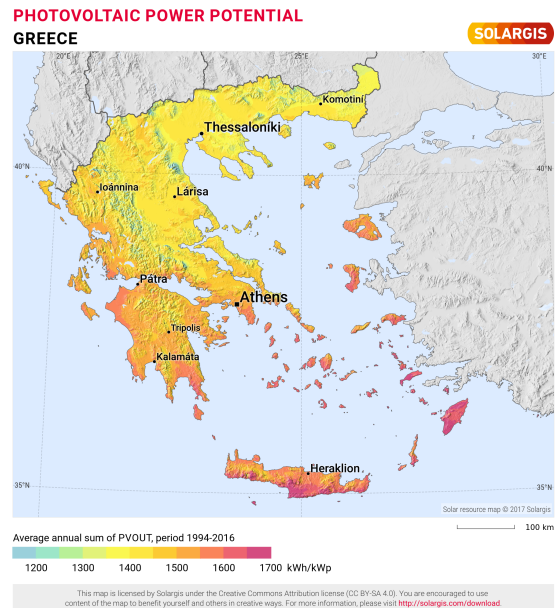 PHOTOVOLTAIC POWER POTENTIAL
GREECE
SOLARGIS
20°E
25°E
30°E
Komotiní
Thessaloníki
40°N
40°N
Ioánnina
Lárisa
Pátra
Athens
Tripolis
Kalamáta
Heraklion
35°N
35°N
Solar resource map © 2017 Solargis
100 km
Average annual sum of PVOUT, period 1994-2016
1200 1300 1400 1500 1600 1700 kWh/kWp
This map is licensed by Solargis under the Creative Commons Attribution license (CC BY-SA 4.0). You are encouraged to use
content of the map to benefit yourself and others in creative ways. For more information, please visit http://solargis.com/download.